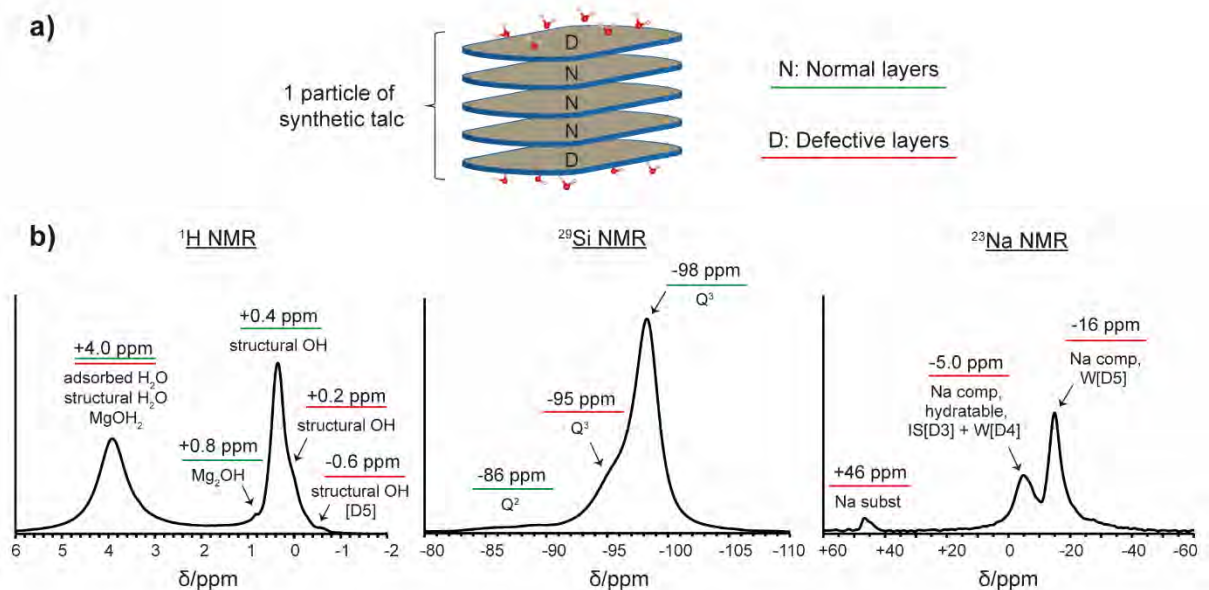 a)
1 particle of
synthetic talc
D
N
N
N
D
N: Normal layers
D: Defective layers
b)
¹H NMR
+4.0 ppm
adsorbed H₂O
structural H₂O
MgOH₂
+0.8 ppm
Mg₂OH
+0.4 ppm
structural OH
+0.2 ppm
structural OH
-0.6 ppm
structural OH
[D5]
6 5 4 3 2 1 0 -1 -2
δ/ppm
²⁹Si NMR
-98 ppm
Q³
-95 ppm
Q³
-86 ppm
Q²
-80 -85 -90 -95 -100 -105 -110
δ/ppm
²³Na NMR
-16 ppm
Na comp,
W[D5]
-5.0 ppm
Na comp,
hydratable,
IS[D3] + W[D4]
+46 ppm
Na subst
+60 +40 +20 0 -20 -40 -60
δ/ppm